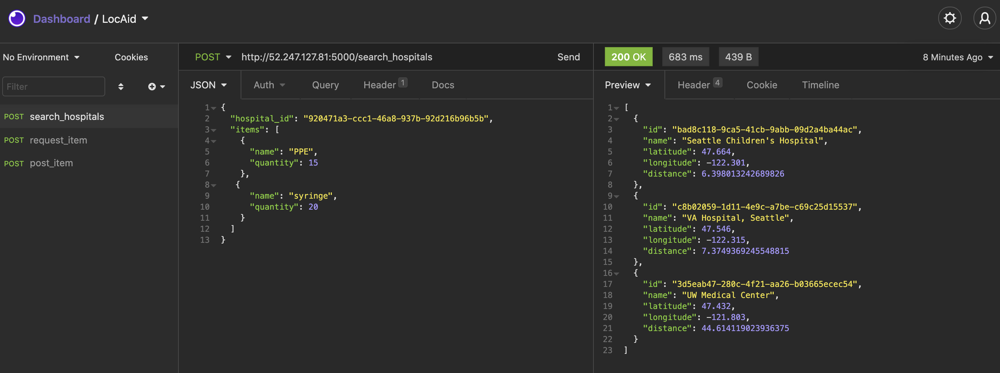 Dashboard / LocAid
No Environment
Cookies
Filter
POST search_hospitals
POST request_item
POST post_item
POST http://52.247.127.81:5000/search_hospitals Send
JSON Auth Query Header 1 Docs
1 {
2 "hospital_id": "920471a3-ccc1-46a8-937b-92d216b96b5b",
3 "items": [
4 {
5 "name": "PPE",
6 "quantity": 15
7 },
8 {
9 "name": "syringe",
10 "quantity": 20
11 }
12 ]
13 }
200 OK 683 ms 439 B 8 Minutes Ago
Preview Header 4 Cookie Timeline
1 [
2 {
3 "id": "bad8c118-9ca5-41cb-9abb-09d2a4ba44ac",
4 "name": "Seattle Children's Hospital",
5 "latitude": 47.664,
6 "longitude": -122.301,
7 "distance": 6.398013242689826
8 },
9 {
10 "id": "c8b02059-1d11-4e9c-a7be-c69c25d15537",
11 "name": "VA Hospital, Seattle",
12 "latitude": 47.546,
13 "longitude": -122.315,
14 "distance": 7.3749369245548815
15 },
16 {
17 "id": "3d5eab47-280c-4f21-aa26-b03665ecec54",
18 "name": "UW Medical Center",
19 "latitude": 47.432,
20 "longitude": -121.803,
21 "distance": 44.614119023936375
22 }
23 ]